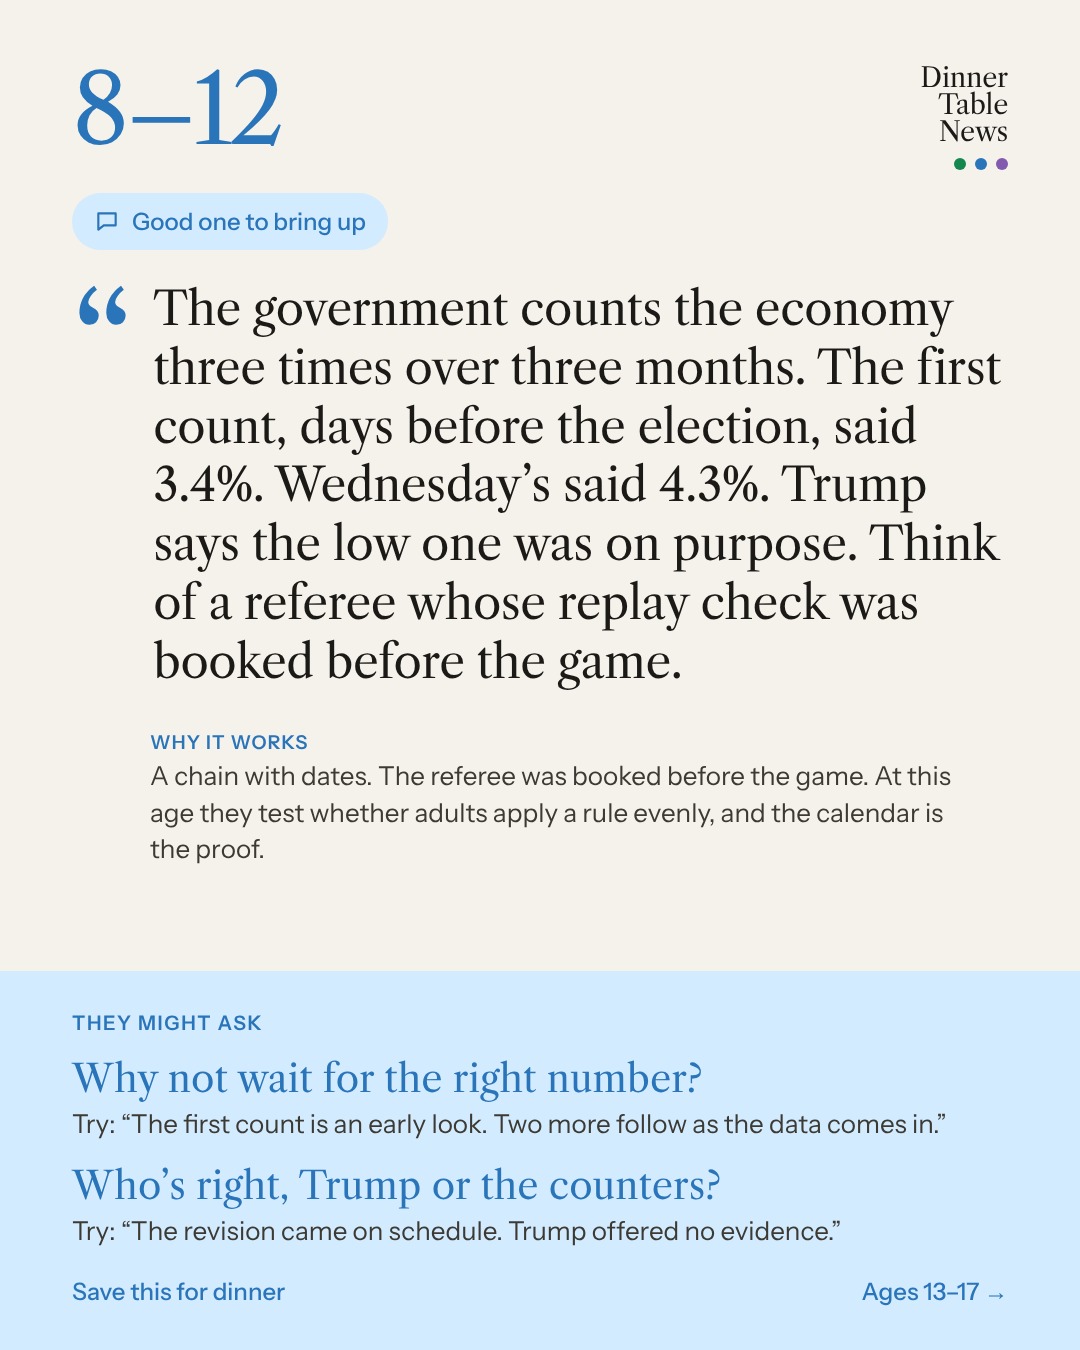 8–12
Dinner
Table
News
Good one to bring up
“ The government counts the economy
three times over three months. The first
count, days before the election, said
3.4%. Wednesday’s said 4.3%. Trump
says the low one was on purpose. Think
of a referee whose replay check was
booked before the game.
WHY IT WORKS
A chain with dates. The referee was booked before the game. At this
age they test whether adults apply a rule evenly, and the calendar is
the proof.
THEY MIGHT ASK
Why not wait for the right number?
Try: “The first count is an early look. Two more follow as the data comes in.”
Who’s right, Trump or the counters?
Try: “The revision came on schedule. Trump offered no evidence.”
Save this for dinner
Ages 13–17 →